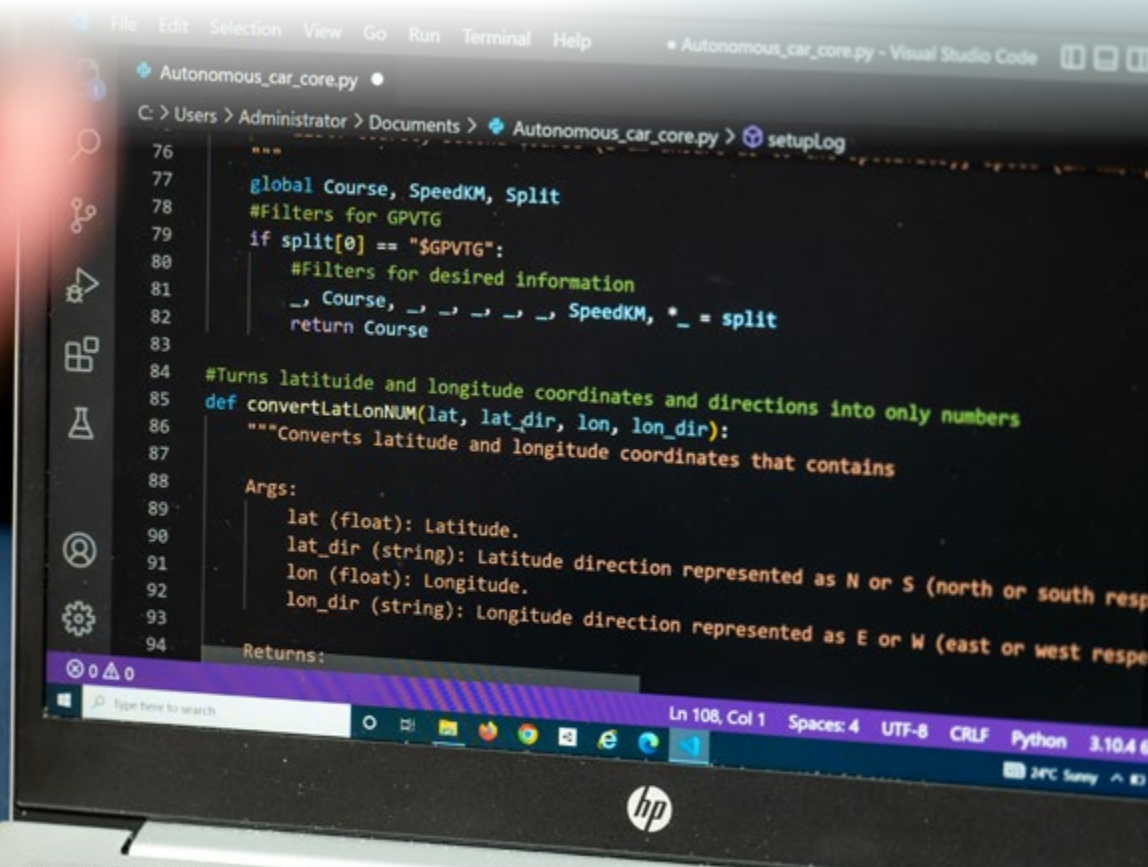 File Edit Selection View Go Run Terminal Help • Autonomous_car_core.py - Visual Studio Code
Autonomous_car_core.py ●
C: > Users > Administrator > Documents > Autonomous_car_core.py > setupLog
76 """
77 global Course, SpeedKM, Split
78 #Filters for GPVTG
79 if split[0] == "$GPVTG":
80 #Filters for desired information
81 _, Course, _, _, _, _, SpeedKM, *_ = split
82 return Course
83
84 #Turns latituide and longitude coordinates and directions into only numbers
85 def convertLatLonNUM(lat, lat_dir, lon, lon_dir):
86 """Converts latitude and longitude coordinates that contains
87
88 Args:
89 lat (float): Latitude.
90 lat_dir (string): Latitude direction represented as N or S (north or south resp
91 lon (float): Longitude.
92 lon_dir (string): Longitude direction represented as E or W (east or west respe
93
94 Returns:
0 0
Ln 108, Col 1 Spaces: 4 UTF-8 CRLF Python 3.10.4 6
Type here to search
24°C Sunny
hp